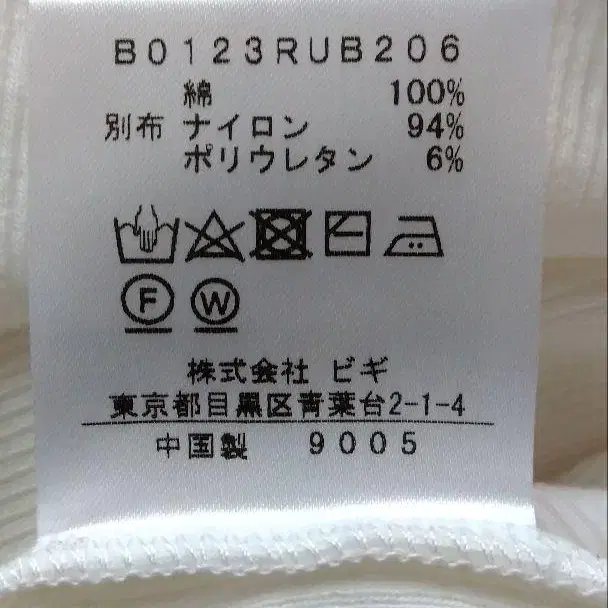 B0123RUB206
綿 100%
別布 ナイロン 94%
ポリウレタン 6%
F W
株式会社 ビギ
東京都目黒区青葉台2-1-4
中国製 9005